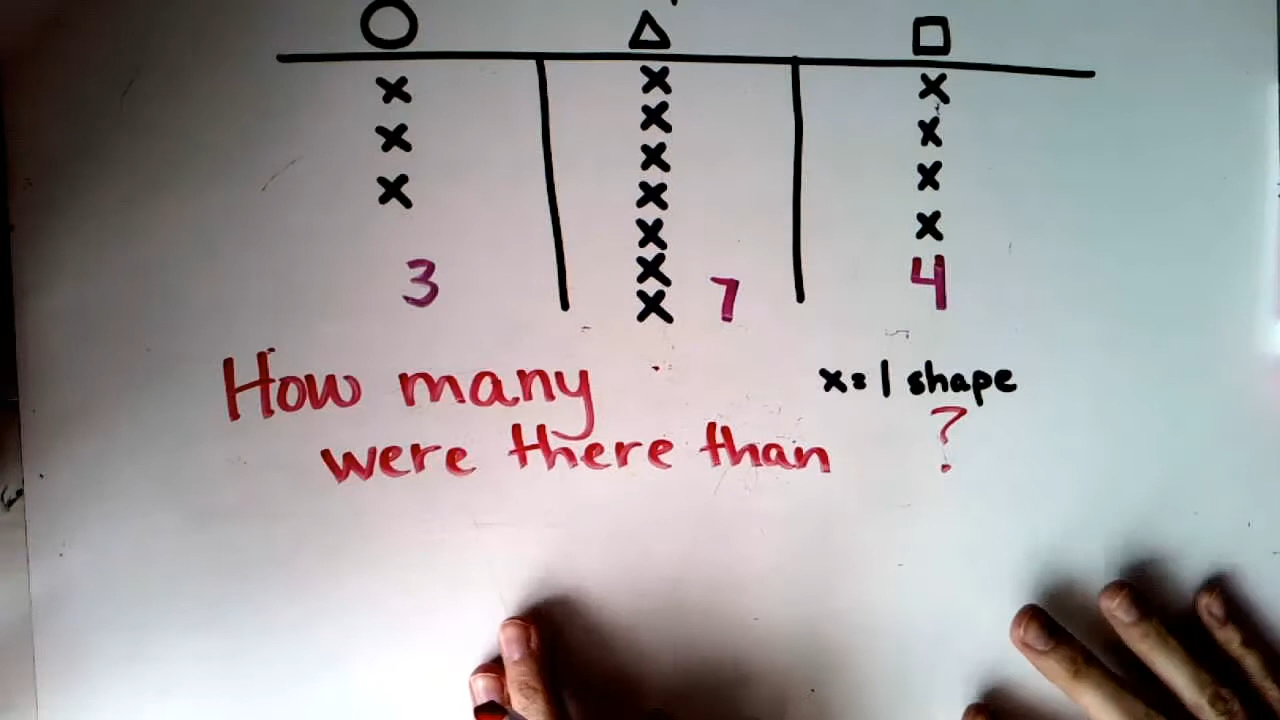 ○ △ □
x x x
x x x
x x x
x x
x
x
x
3 7 4
x=1 shape
How many
were there than ?